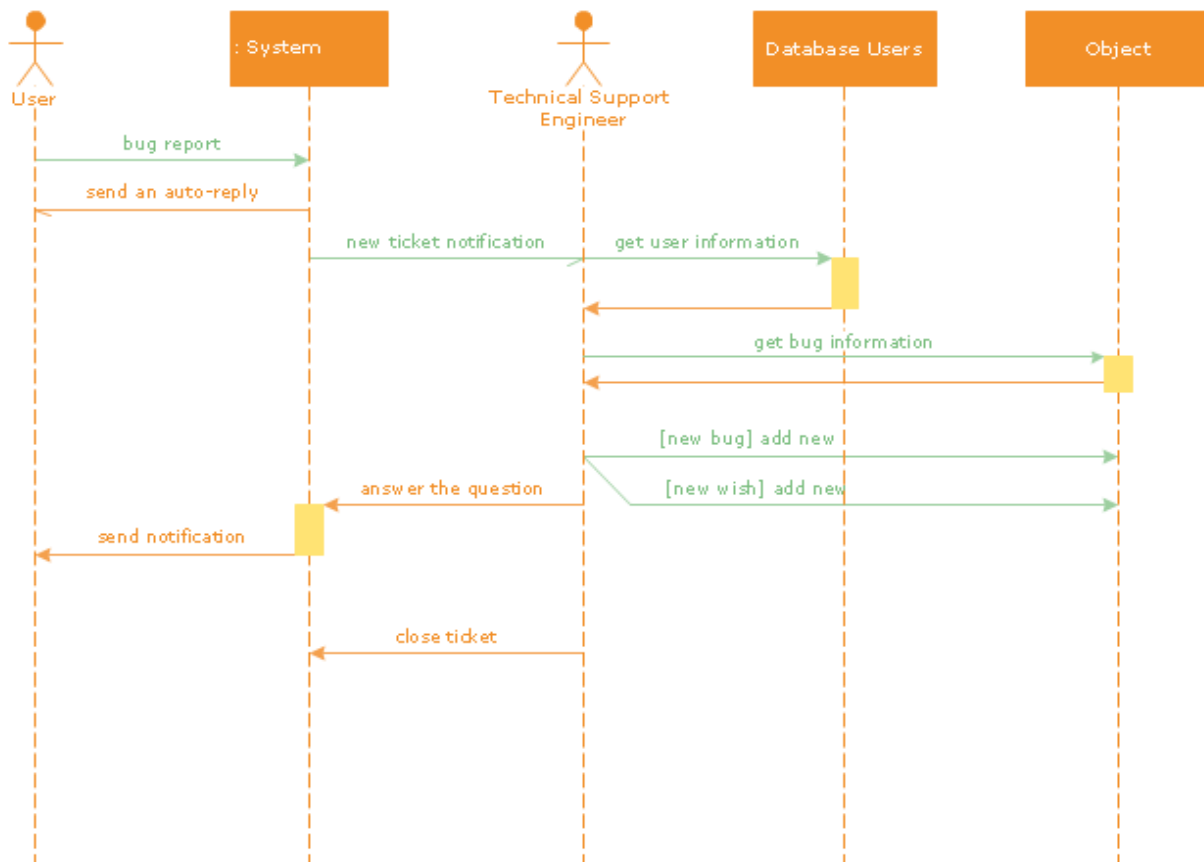 : System
Database Users
Object
User
Technical Support
Engineer
bug report
send an auto-reply
new ticket notification
get user information
get bug information
[new bug] add new
answer the question
[new wish] add new
send notification
close ticket